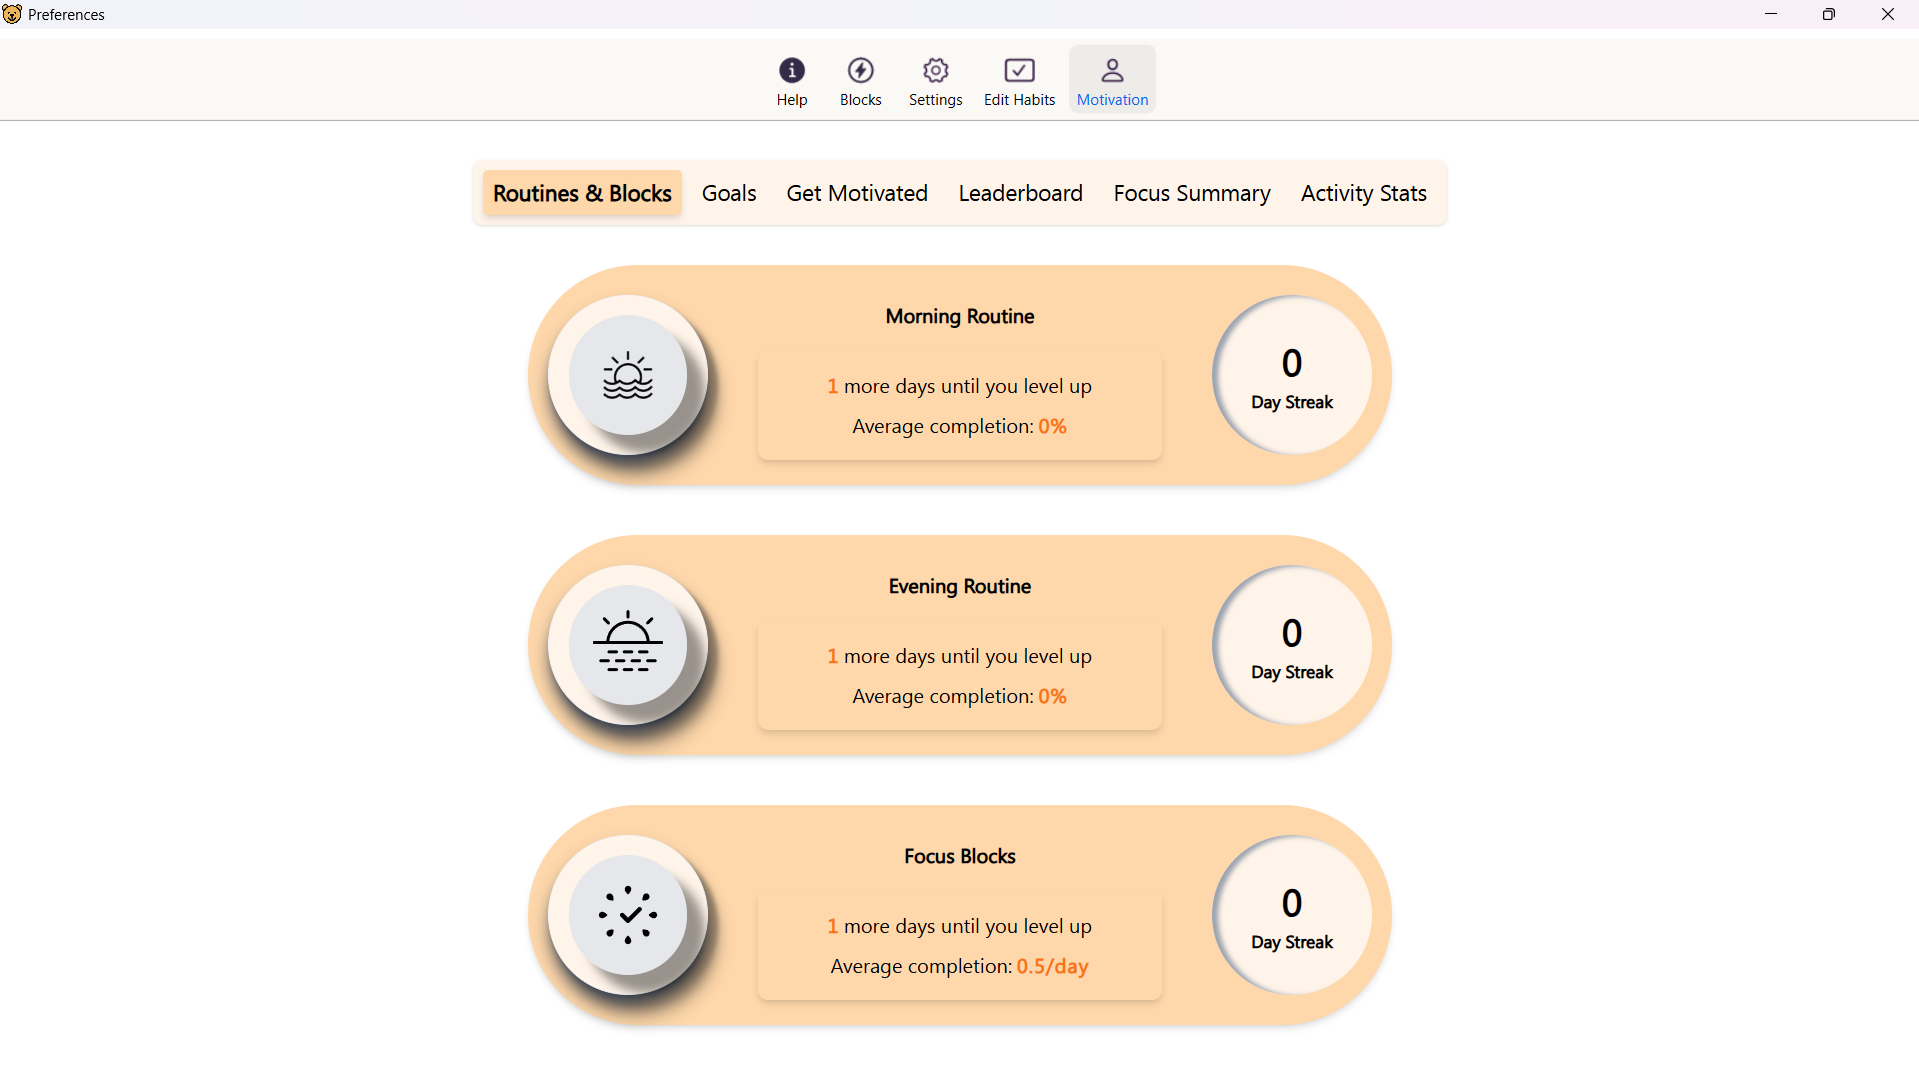 Preferences
Help Blocks Settings Edit Habits Motivation
Routines & Blocks Goals Get Motivated Leaderboard Focus Summary Activity Stats
Morning Routine
1 more days until you level up
Average completion: 0%
0
Day Streak
Evening Routine
1 more days until you level up
Average completion: 0%
0
Day Streak
Focus Blocks
1 more days until you level up
Average completion: 0.5/day
0
Day Streak